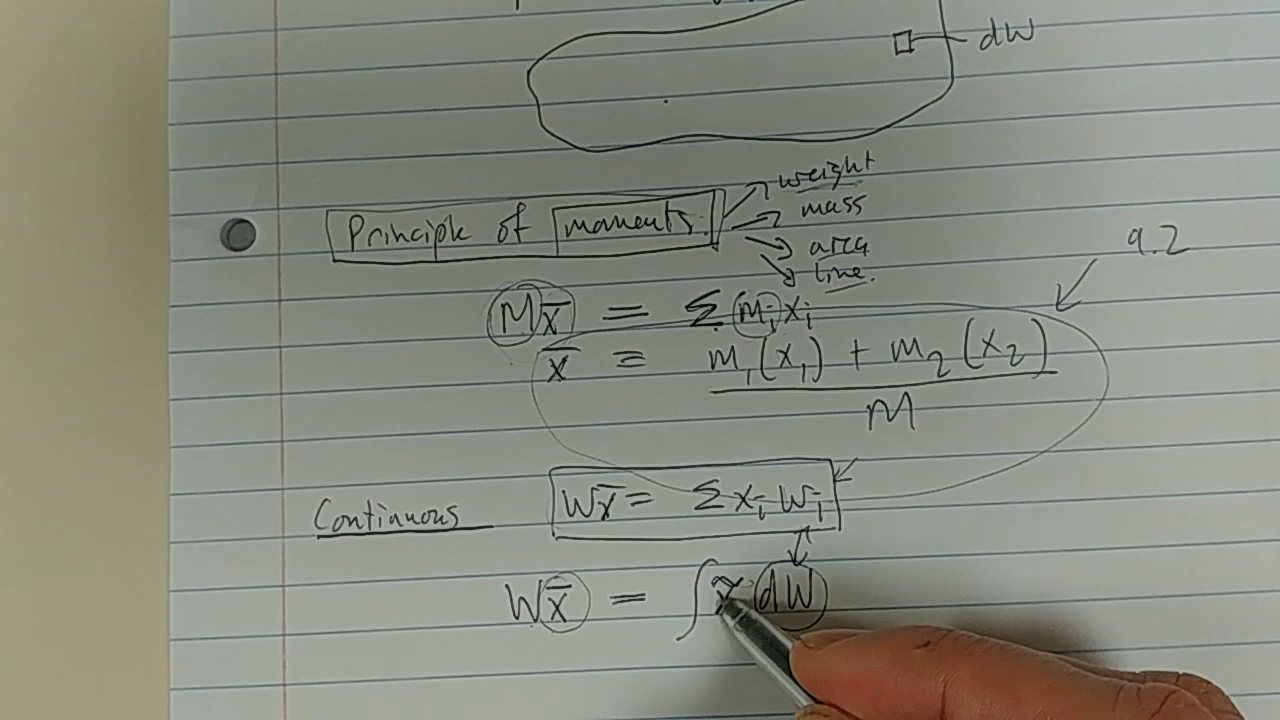 dW
weight
Principle of moments.
mass
area
line.
9.2
Mx̄ = Σ mᵢxᵢ
x̄ = m₁(x₁) + m₂(x₂)
M
Continuous Wx̄ = Σ xᵢ Wᵢ
Wx̄ = ∫ x̃ dW